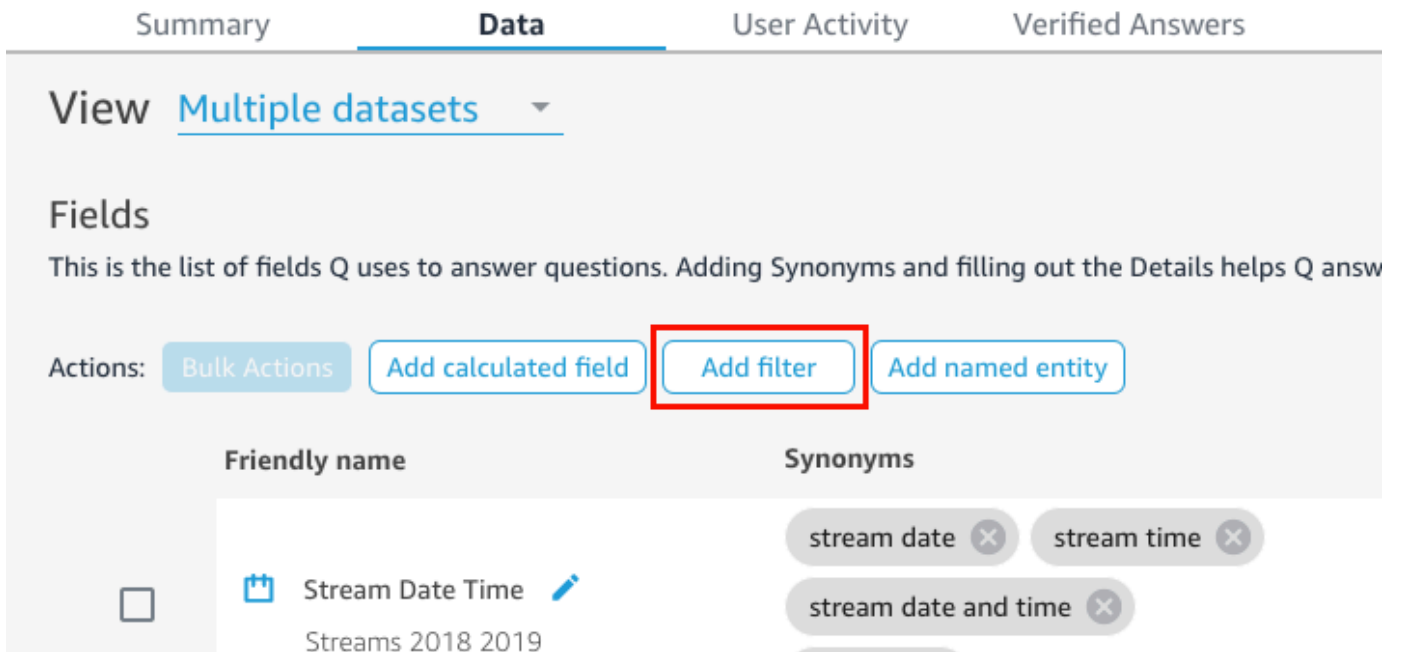 Summary Data User Activity Verified Answers
View Multiple datasets
Fields
This is the list of fields Q uses to answer questions. Adding Synonyms and filling out the Details helps Q answ
Actions: Bulk Actions Add calculated field Add filter Add named entity
Friendly name Synonyms
stream date stream time
Stream Date Time
stream date and time
Streams 2018 2019